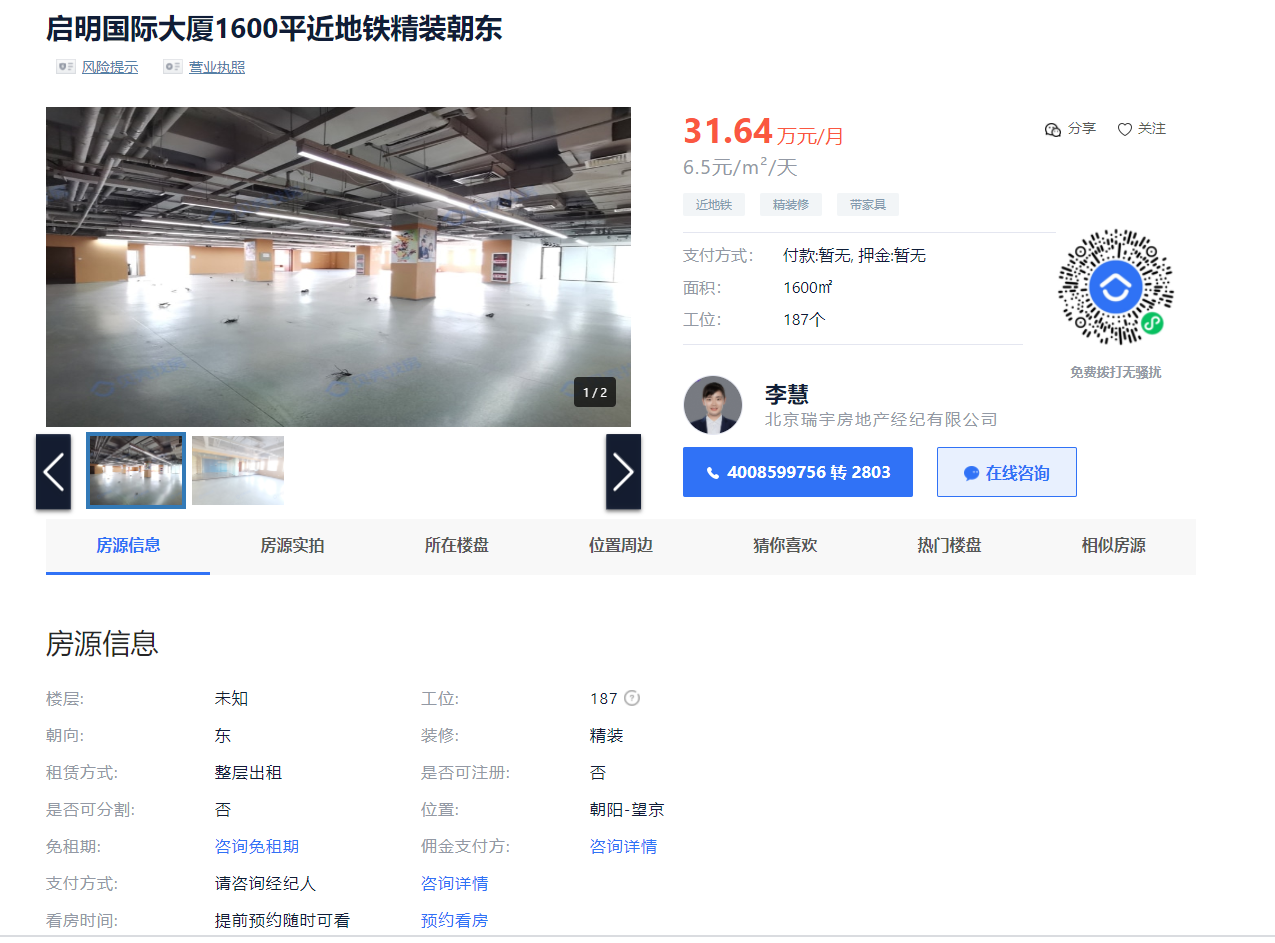 启明国际大厦1600平近地铁精装朝东
风险提示 营业执照
31.64万元/月
分享 关注
6.5元/m²/天
近地铁 精装修 带家具
支付方式: 付款:暂无, 押金:暂无
面积: 1600㎡
工位: 187个
免费拨打无骚扰
1 / 2
李慧
北京瑞宇房地产经纪有限公司
4008599756 转 2803 在线咨询
房源信息 房源实拍 所在楼盘 位置周边 猜你喜欢 热门楼盘 相似房源
房源信息
楼层: 未知 工位: 187 ?
朝向: 东 装修: 精装
租赁方式: 整层出租 是否可注册: 否
是否可分割: 否 位置: 朝阳-望京
免租期: 咨询免租期 佣金支付方: 咨询详情
支付方式: 请咨询经纪人 咨询详情
看房时间: 提前预约随时可看 预约看房